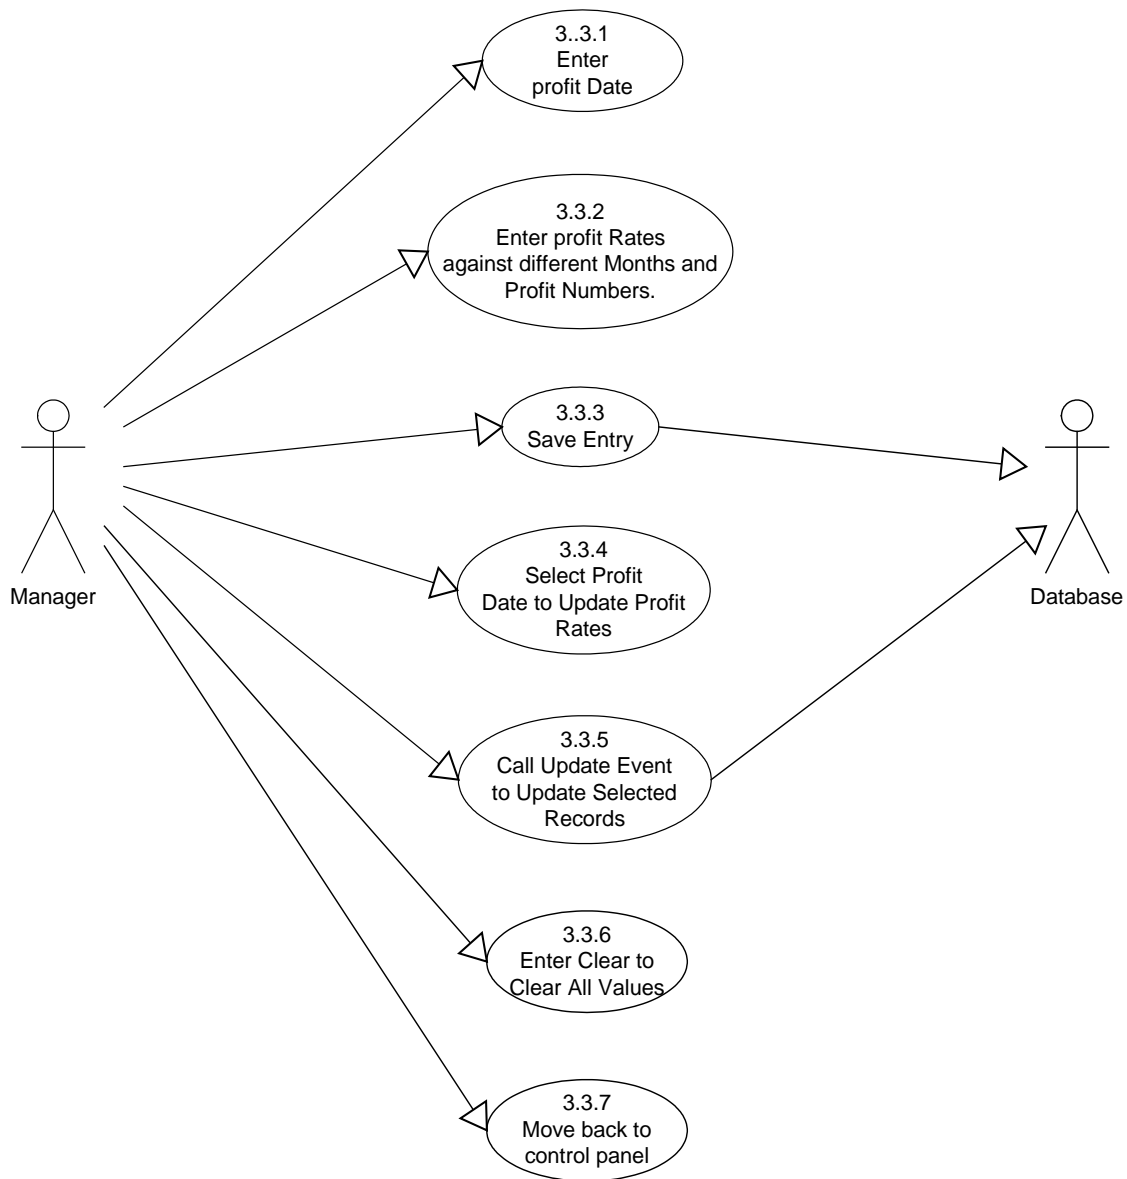 3..3.1
Enter
profit Date
3.3.2
Enter profit Rates
against different Months and
Profit Numbers.
3.3.3
Save Entry
3.3.4
Select Profit
Date to Update Profit
Rates
Manager
Database
3.3.5
Call Update Event
to Update Selected
Records
3.3.6
Enter Clear to
Clear All Values
3.3.7
Move back to
control panel